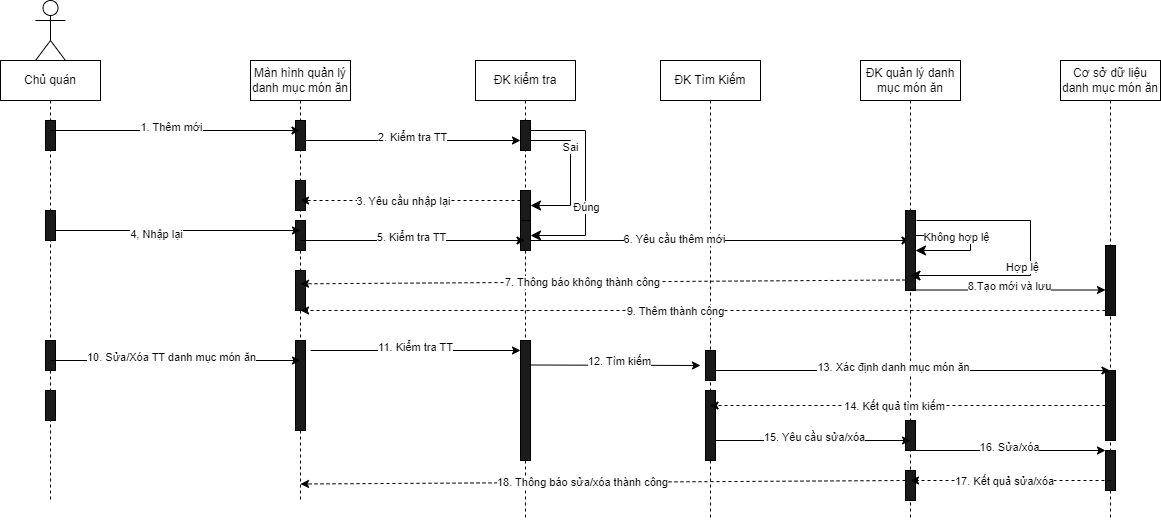 Chủ quán
Màn hình quản lý
danh mục món ăn
ĐK kiểm tra
ĐK Tìm Kiếm
ĐK quản lý danh
mục món ăn
Cơ sở dữ liệu
danh mục món ăn
1. Thêm mới
2. Kiểm tra TT
Sai
3. Yêu cầu nhập lại
Đúng
4, Nhập lại
5. Kiểm tra TT
6. Yêu cầu thêm mới
Không hợp lệ
Hợp lệ
7. Thông báo không thành công
8.Tạo mới và lưu
9. Thêm thành công
10. Sửa/Xóa TT danh mục món ăn
11. Kiểm tra TT
12. Tìm kiếm
13. Xác định danh mục món ăn
14. Kết quả tìm kiếm
15. Yêu cầu sửa/xóa
16. Sửa/xóa
17. Kết quả sửa/xóa
18. Thông báo sửa/xóa thành công